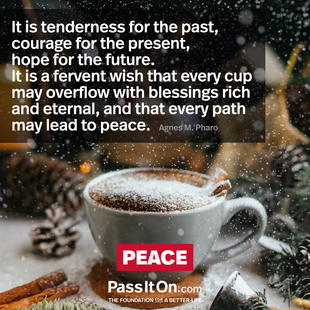 It is tenderness for the past,
courage for the present,
hope for the future.
It is a fervent wish that every cup
may overflow with blessings rich
and eternal, and that every path
may lead to peace. Agnes M. Pharo
PEACE
PassItOn.com
THE FOUNDATION FOR A BETTER LIFE